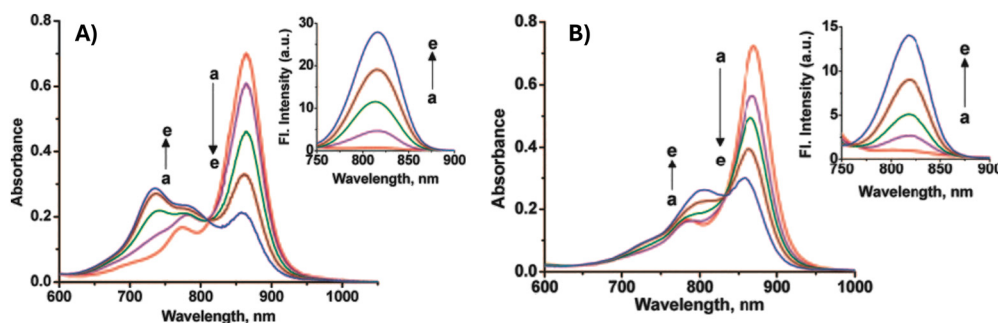 A)
Absorbance
0.8
0.6
0.4
0.2
0.0
600 700 800 900 1000
Wavelength, nm
e
a
a
e
Fl. Intensity (a.u.)
30
20
10
0
750 800 850 900
Wavelength, nm
e
a
B)
Absorbance
0.8
0.6
0.4
0.2
0.0
600 700 800 900 1000
Wavelength, nm
e
a
a
e
Fl. Intensity (a.u.)
15
10
5
0
750 800 850 900
Wavelength, nm
e
a